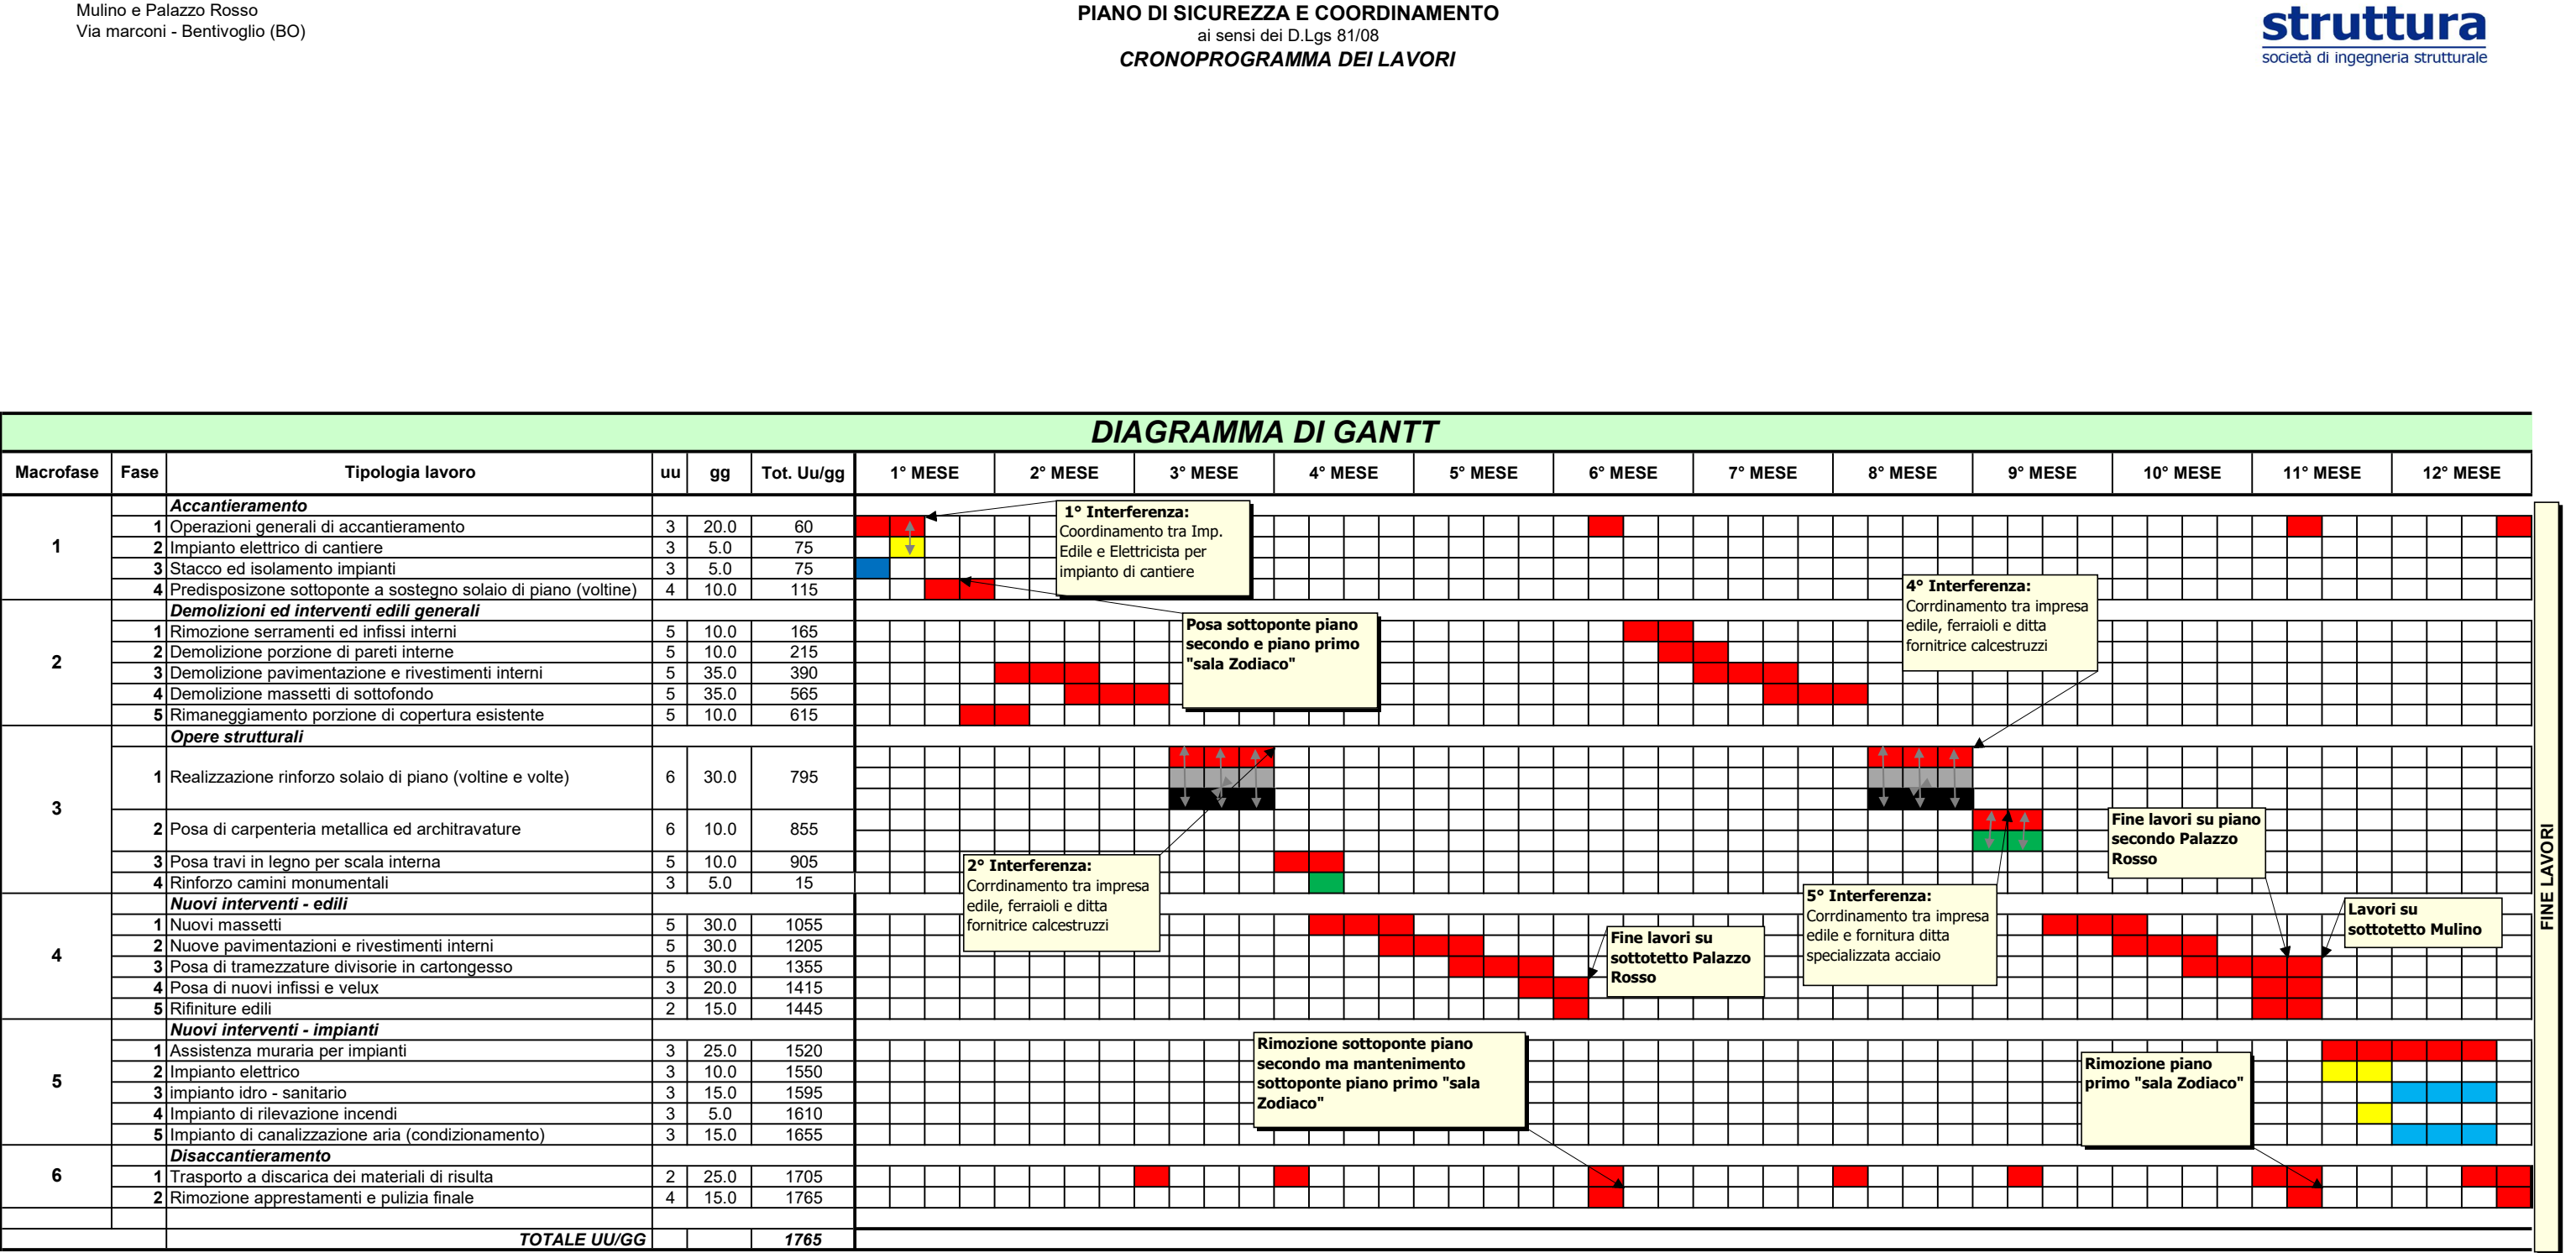 Mulino e Palazzo Rosso
Via marconi - Bentivoglio (BO)
PIANO DI SICUREZZA E COORDINAMENTO
ai sensi dei D.Lgs 81/08
CRONOPROGRAMMA DEI LAVORI
struttura
società di ingegneria strutturale
DIAGRAMMA DI GANTT
Macrofase Fase Tipologia lavoro uu gg Tot. Uu/gg 1° MESE 2° MESE 3° MESE 4° MESE 5° MESE 6° MESE 7° MESE 8° MESE 9° MESE 10° MESE 11° MESE 12° MESE
1
Accantieramento
1 Operazioni generali di accantieramento 3 20.0 60
2 Impianto elettrico di cantiere 3 5.0 75
3 Stacco ed isolamento impianti 3 5.0 75
4 Predisposizone sottoponte a sostegno solaio di piano (voltine) 4 10.0 115
2
Demolizioni ed interventi edili generali
1 Rimozione serramenti ed infissi interni 5 10.0 165
2 Demolizione porzione di pareti interne 5 10.0 215
3 Demolizione pavimentazione e rivestimenti interni 5 35.0 390
4 Demolizione massetti di sottofondo 5 35.0 565
5 Rimaneggiamento porzione di copertura esistente 5 10.0 615
3
Opere strutturali
1 Realizzazione rinforzo solaio di piano (voltine e volte) 6 30.0 795
2 Posa di carpenteria metallica ed architravature 6 10.0 855
3 Posa travi in legno per scala interna 5 10.0 905
4 Rinforzo camini monumentali 3 5.0 15
4
Nuovi interventi - edili
1 Nuovi massetti 5 30.0 1055
2 Nuove pavimentazioni e rivestimenti interni 5 30.0 1205
3 Posa di tramezzature divisorie in cartongesso 5 30.0 1355
4 Posa di nuovi infissi e velux 3 20.0 1415
5 Rifiniture edili 2 15.0 1445
5
Nuovi interventi - impianti
1 Assistenza muraria per impianti 3 25.0 1520
2 Impianto elettrico 3 10.0 1550
3 impianto idro - sanitario 3 15.0 1595
4 Impianto di rilevazione incendi 3 5.0 1610
5 Impianto di canalizzazione aria (condizionamento) 3 15.0 1655
6
Disaccantieramento
1 Trasporto a discarica dei materiali di risulta 2 25.0 1705
2 Rimozione apprestamenti e pulizia finale 4 15.0 1765
TOTALE UU/GG 1765
1° Interferenza:
Coordinamento tra Imp.
Edile e Elettricista per
impianto di cantiere
Posa sottoponte piano
secondo e piano primo
"sala Zodiaco"
4° Interferenza:
Corrdinamento tra impresa
edile, ferraioli e ditta
fornitrice calcestruzzi
2° Interferenza:
Corrdinamento tra impresa
edile, ferraioli e ditta
fornitrice calcestruzzi
Fine lavori su piano
secondo Palazzo
Rosso
5° Interferenza:
Corrdinamento tra impresa
edile e fornitura ditta
specializzata acciaio
Lavori su
sottotetto Mulino
Fine lavori su
sottotetto Palazzo
Rosso
Rimozione sottoponte piano
secondo ma mantenimento
sottoponte piano primo "sala
Zodiaco"
Rimozione piano
primo "sala Zodiaco"
FINE LAVORI